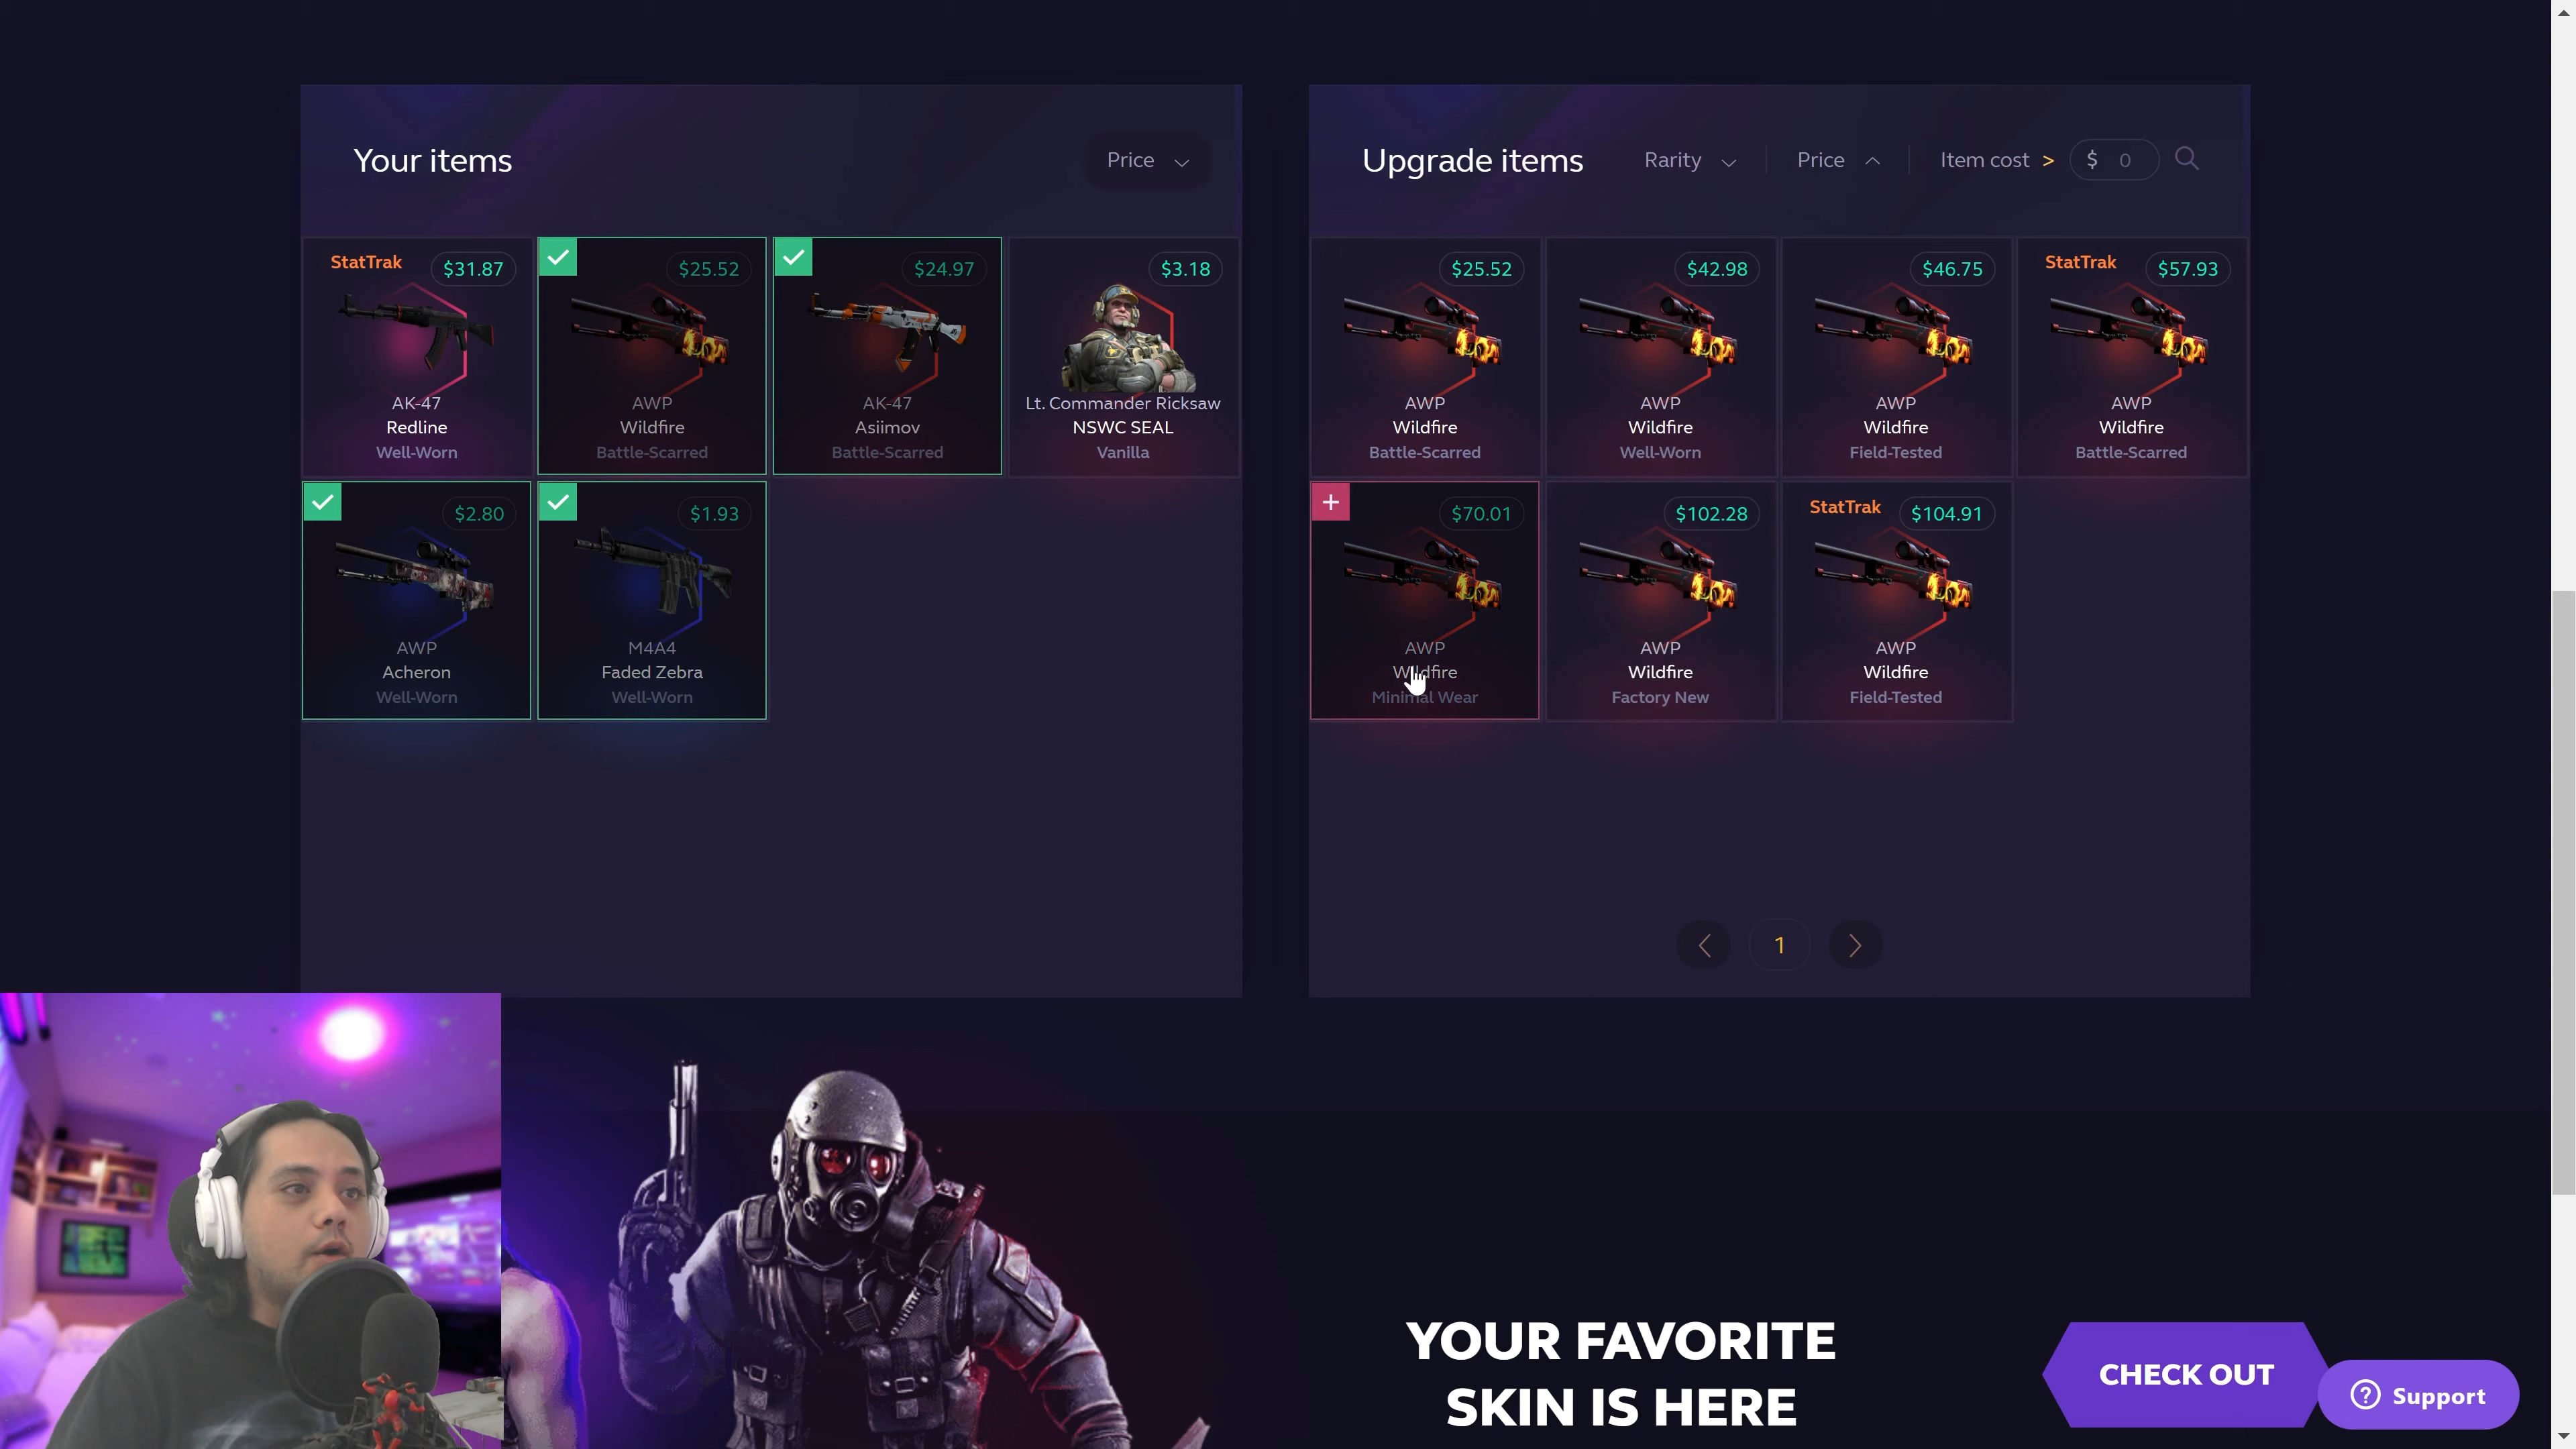 Your items
Price
StatTrak $31.87
AK-47
Redline
Well-Worn
$25.52
AWP
Wildfire
Battle-Scarred
$24.97
AK-47
Asiimov
Battle-Scarred
$3.18
Lt. Commander Ricksaw
NSWC SEAL
Vanilla
$2.80
AWP
Acheron
Well-Worn
$1.93
M4A4
Faded Zebra
Well-Worn
Upgrade items
Rarity
Price
Item cost > $ 0
$25.52
AWP
Wildfire
Battle-Scarred
$42.98
AWP
Wildfire
Well-Worn
$46.75
AWP
Wildfire
Field-Tested
StatTrak $57.93
AWP
Wildfire
Battle-Scarred
+ $70.01
AWP
Wildfire
Minimal Wear
$102.28
AWP
Wildfire
Factory New
StatTrak $104.91
AWP
Wildfire
Field-Tested
1
YOUR FAVORITE
SKIN IS HERE
CHECK OUT
? Support